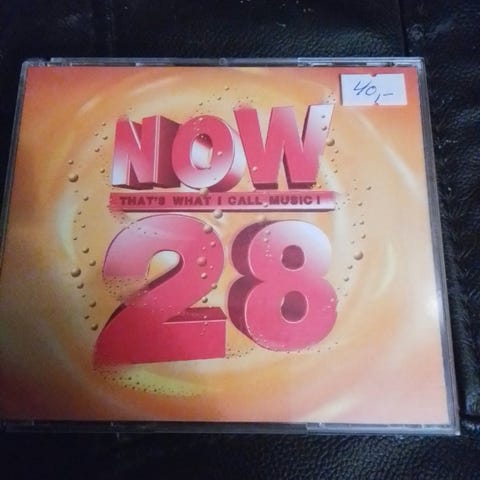 40,-
NOW
THAT'S WHAT I CALL MUSIC!
28